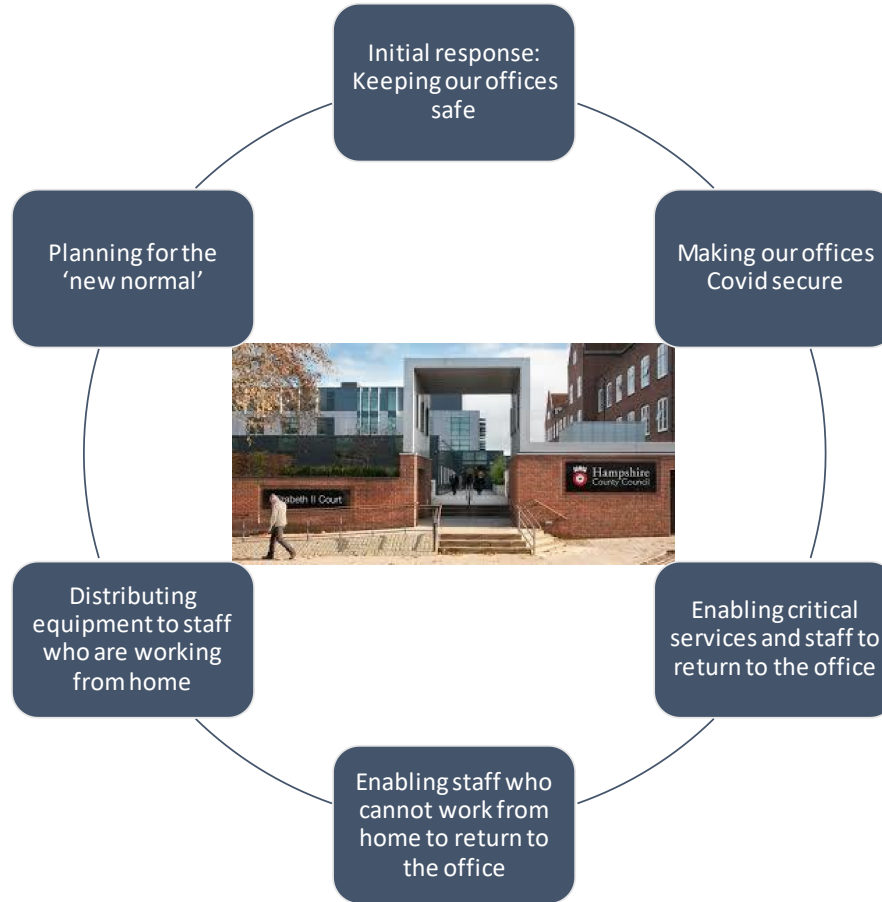 Initial response:
Keeping our offices
safe
Making our offices
Covid secure
Enabling critical
services and staff to
return to the office
Enabling staff who
cannot work from
home to return to
the office
Distributing
equipment to staff
who are working
from home
Planning for the
‘new normal’
Hampshire
County Council
II Court